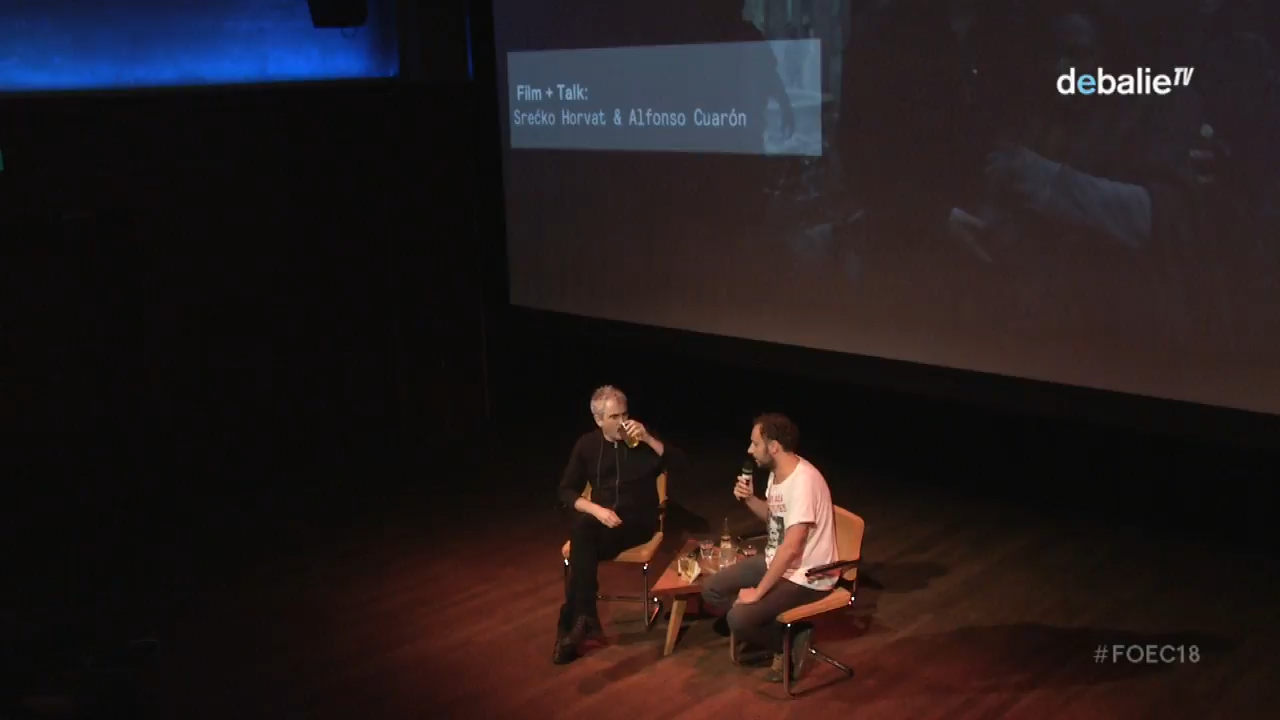 debalieTV
Film + Talk:
Srećko Horvat & Alfonso Cuarón
#FOEC18